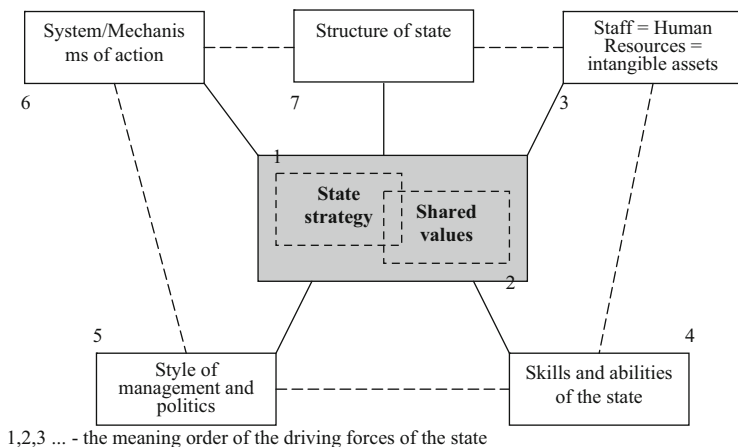 System/Mechanis
ms of action
Structure of state
Staff = Human
Resources =
intangible assets
6
7
3
1
State
strategy
Shared
values
2
5
4
Style of
management and
politics
Skills and abilities
of the state
1,2,3 ... - the meaning order of the driving forces of the state